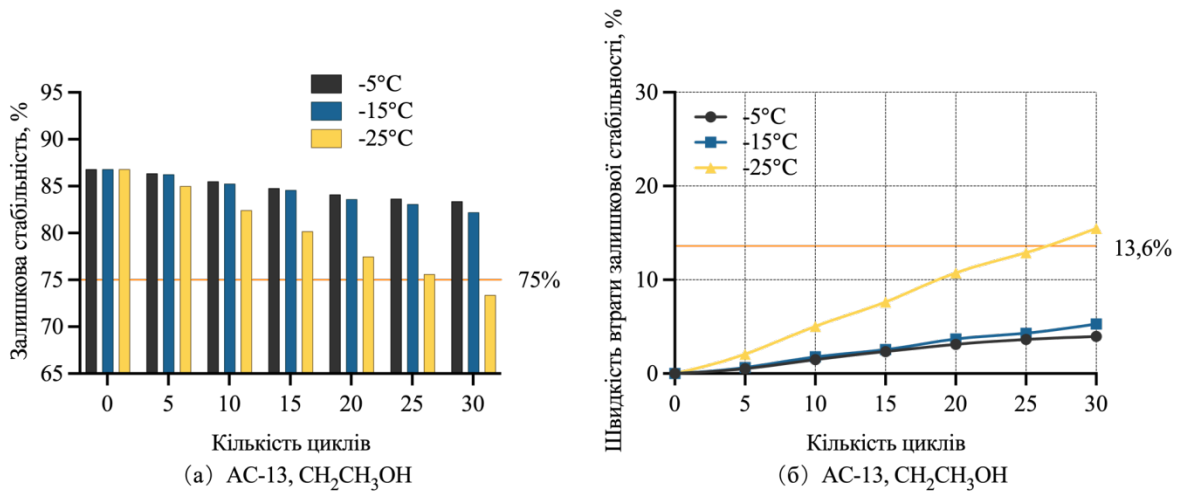 Залишкова стабільність, %
95
90
85
80
75
70
65
-5°C
-15°C
-25°C
75%
0 5 10 15 20 25 30
Кількість циклів
(а) AC-13, CH₂CH₃OH
Швидкість втрати залишкової стабільності, %
30
20
10
0
-5°C
-15°C
-25°C
13,6%
0 5 10 15 20 25 30
Кількість циклів
(б) AC-13, CH₂CH₃OH